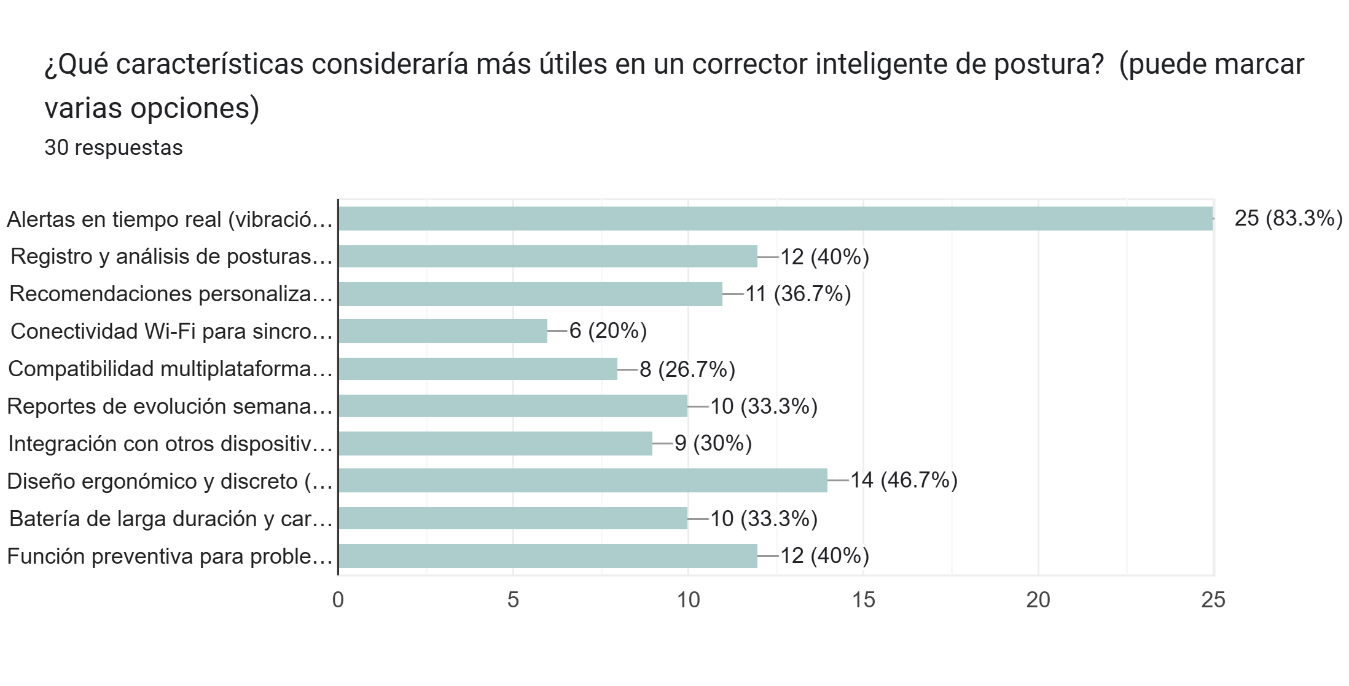 ¿Qué características consideraría más útiles en un corrector inteligente de postura?  (puede marcar
varias opciones)
30 respuestas
Alertas en tiempo real (vibració… 25 (83.3%)
Registro y análisis de posturas… 12 (40%)
Recomendaciones personaliza… 11 (36.7%)
Conectividad Wi-Fi para sincro… 6 (20%)
Compatibilidad multiplataforma… 8 (26.7%)
Reportes de evolución semana… 10 (33.3%)
Integración con otros dispositiv… 9 (30%)
Diseño ergonómico y discreto (… 14 (46.7%)
Batería de larga duración y car… 10 (33.3%)
Función preventiva para proble… 12 (40%)
0 5 10 15 20 25